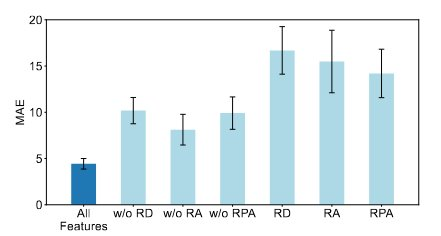 20
15
10
5
0
MAE
All
Features
w/o RD
w/o RA
w/o RPA
RD
RA
RPA